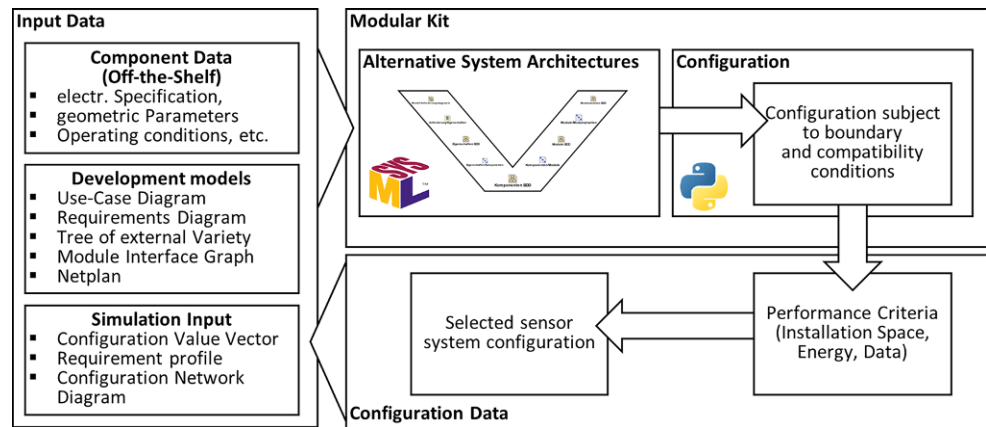 Input Data
Component Data
(Off-the-Shelf)
▪ electr. Specification,
▪ geometric Parameters
▪ Operating conditions, etc.
Development models
▪ Use-Case Diagram
▪ Requirements Diagram
▪ Tree of external Variety
▪ Module Interface Graph
▪ Netplan
Simulation Input
▪ Configuration Value Vector
▪ Requirement profile
▪ Configuration Network
Diagram
Modular Kit
Alternative System Architectures
SYS
ML™
Configuration
Configuration subject
to boundary
and compatibility
conditions
Performance Criteria
(Installation Space,
Energy, Data)
Selected sensor
system configuration
Configuration Data